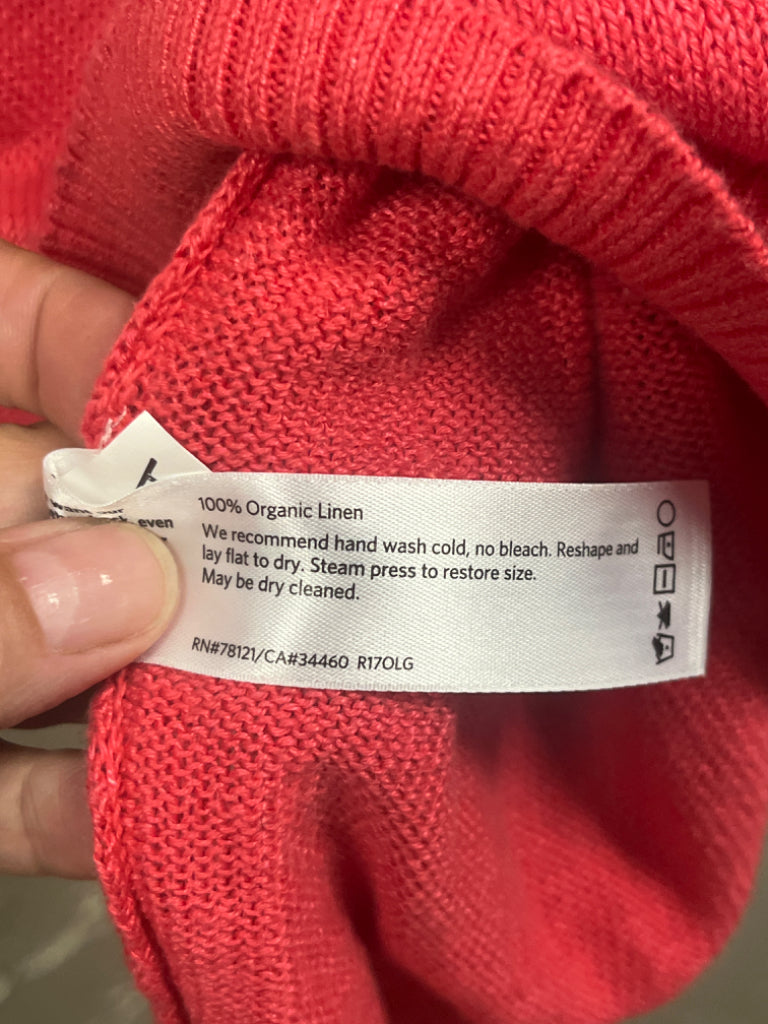 even
100% Organic Linen
We recommend hand wash cold, no bleach. Reshape and
lay flat to dry. Steam press to restore size.
May be dry cleaned.
RN#78121/CA#34460 R17OLG